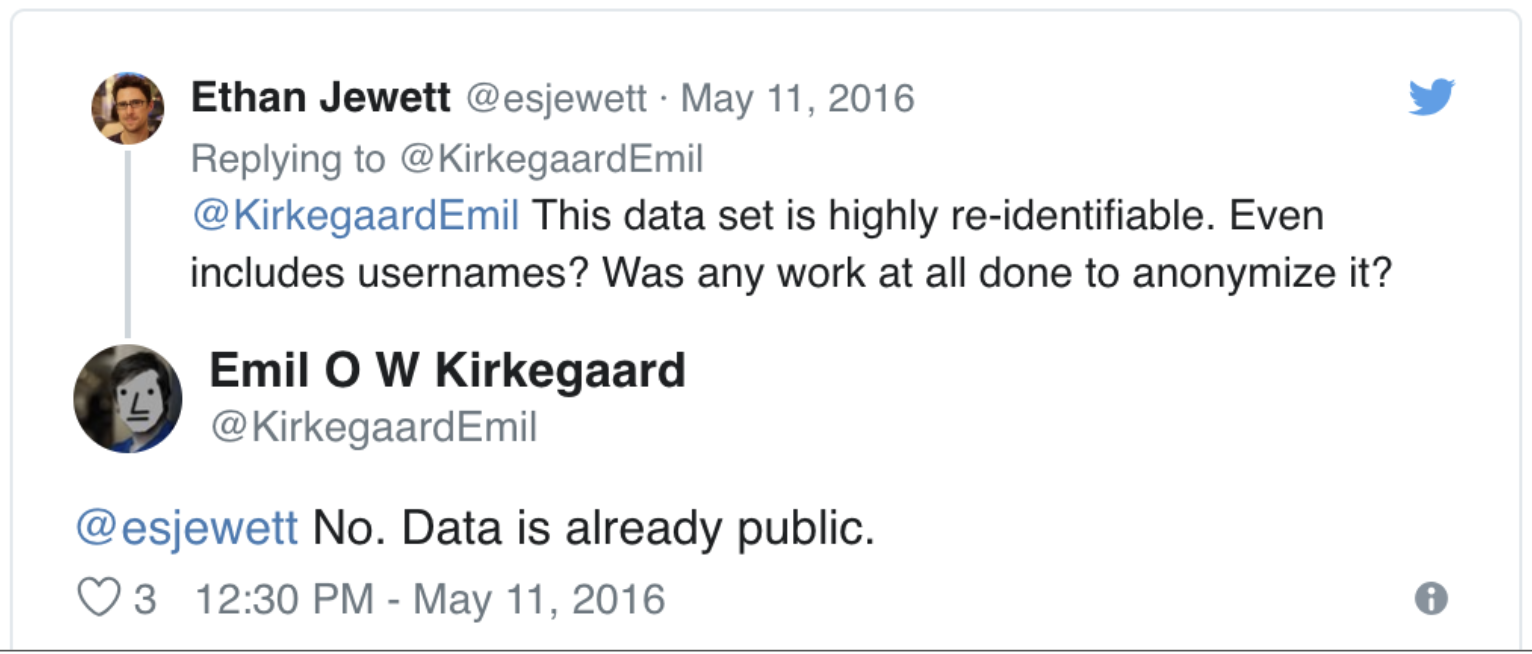 Ethan Jewett @esjewett · May 11, 2016
Replying to @KirkegaardEmil
@KirkegaardEmil This data set is highly re-identifiable. Even
includes usernames? Was any work at all done to anonymize it?
Emil O W Kirkegaard
@KirkegaardEmil
@esjewett No. Data is already public.
3 12:30 PM - May 11, 2016